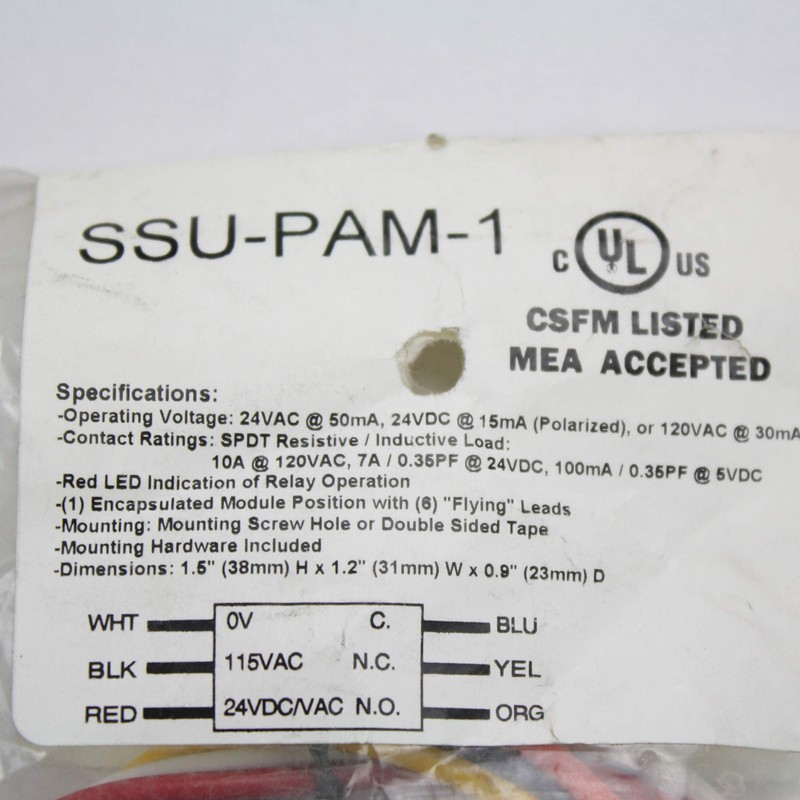 SSU-PAM-1
C UL US
CSFM LISTED
MEA ACCEPTED
Specifications:
-Operating Voltage: 24VAC @ 50mA, 24VDC @ 15mA (Polarized), or 120VAC @ 30mA
-Contact Ratings: SPDT Resistive / Inductive Load:
10A @ 120VAC, 7A / 0.35PF @ 24VDC, 100mA / 0.35PF @ 5VDC
-Red LED Indication of Relay Operation
-(1) Encapsulated Module Position with (6) "Flying" Leads
-Mounting: Mounting Screw Hole or Double Sided Tape
-Mounting Hardware Included
-Dimensions: 1.5" (38mm) H x 1.2" (31mm) W x 0.9" (23mm) D
WHT 0V C. BLU
BLK 115VAC N.C. YEL
RED 24VDC/VAC N.O. ORG